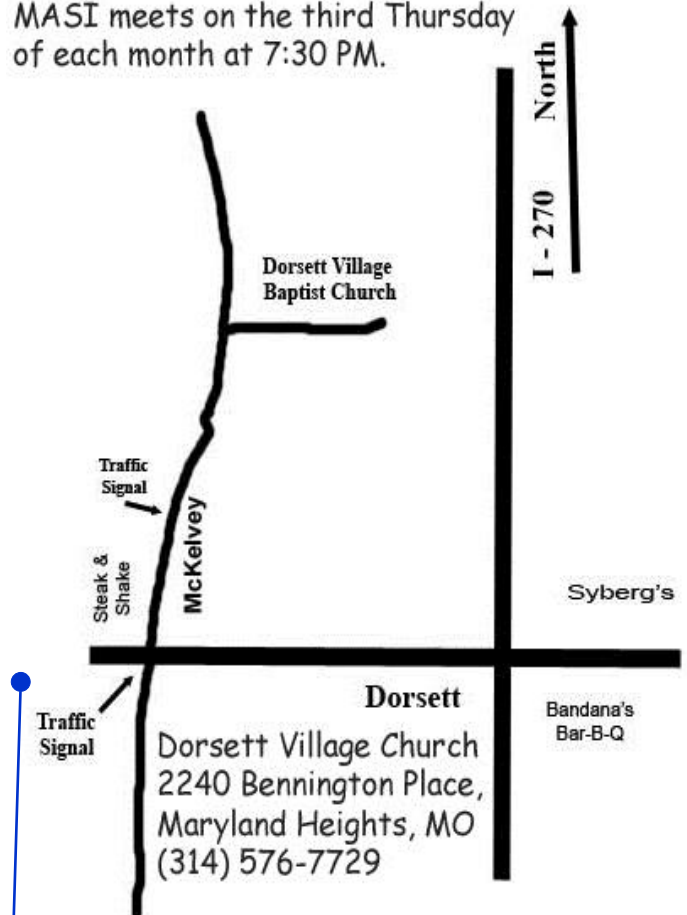 MASI meets on the third Thursday
of each month at 7:30 PM.
North
I - 270
Dorsett Village
Baptist Church
Traffic
Signal
McKelvey
Steak &
Shake
Syberg's
Dorsett
Bandana's
Bar-B-Q
Traffic
Signal
Dorsett Village Church
2240 Bennington Place,
Maryland Heights, MO
(314) 576-7729